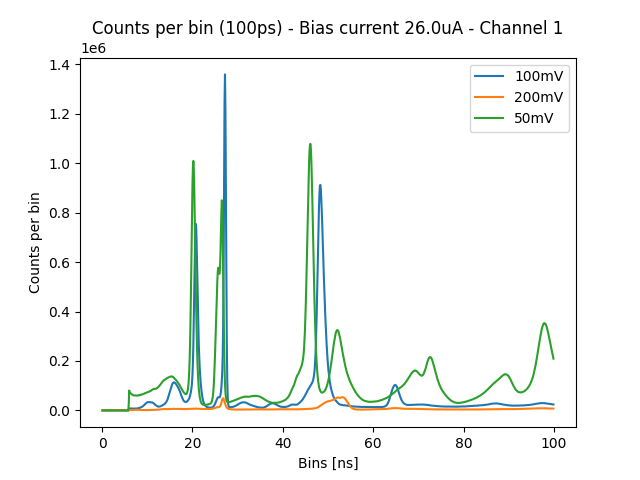 Counts per bin (100ps) - Bias current 26.0uA - Channel 1
1e6
1.4
1.2
1.0
0.8
0.6
0.4
0.2
0.0
Counts per bin
100mV
200mV
50mV
0 20 40 60 80 100
Bins [ns]